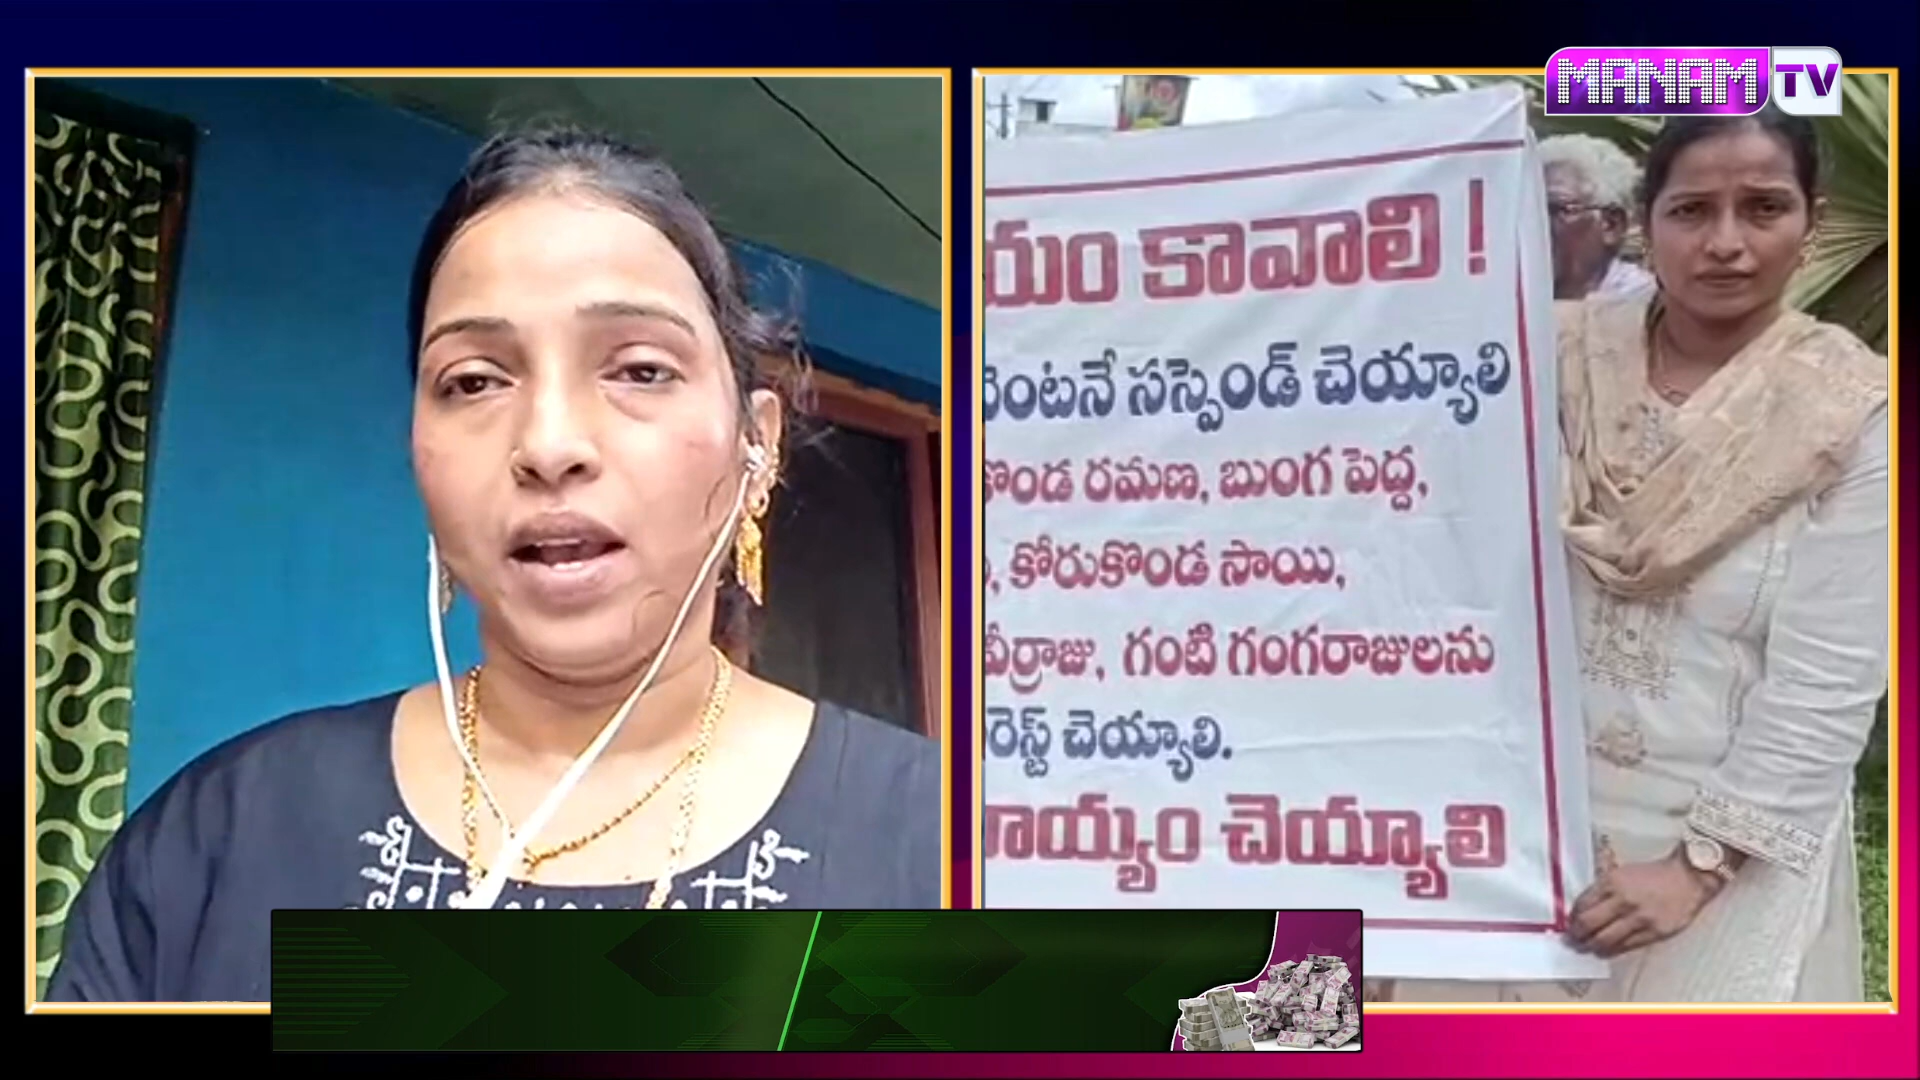 MANAM TV
కావాలి !
వెంటనే సస్పెండ్ చెయ్యాలి
రమణ, బుంగ పెద్ద,
కోరుకొండ సాయి,
వీర్రాజు, గంటి గంగరాజులను
చెయ్యాలి.
చెయ్యాలి